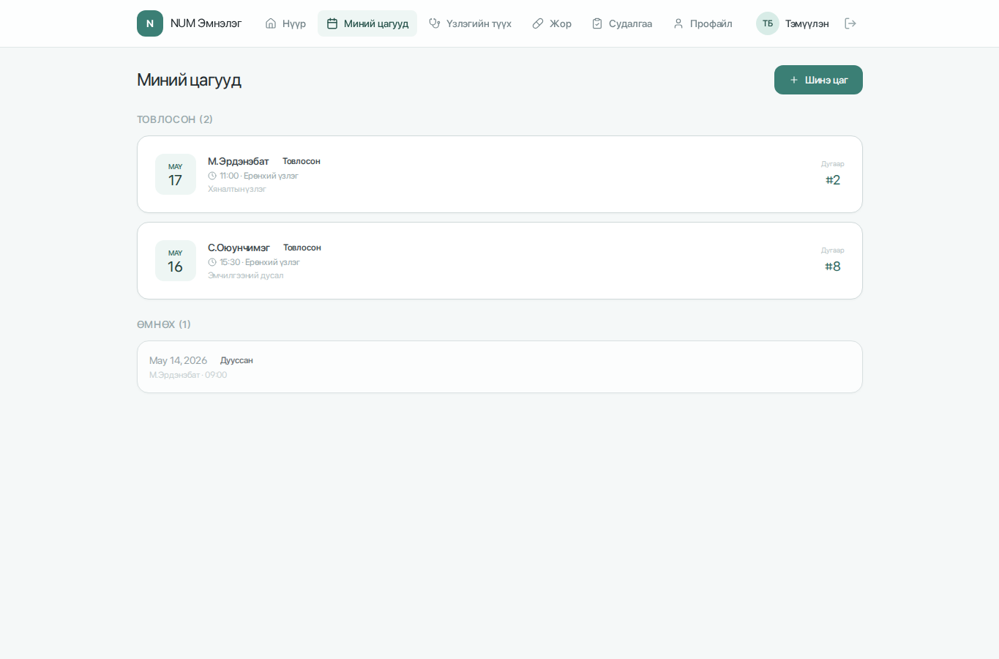 N NUM Эмнэлэг Нүүр Миний цагууд Үзлэгийн түүх Жор Судалгаа Профайл ТБ Тэмүүлэн
Миний цагууд
Шинэ цаг
ТОВЛОСОН (2)
MAY
17
М.Эрдэнэбат Товлосон
11:00 · Ерөнхий үзлэг
Хяналтын үзлэг
Дугаар
#2
MAY
16
С.Оюунчимэг Товлосон
15:30 · Ерөнхий үзлэг
Эмчилгээний дусал
Дугаар
#8
ӨМНӨХ (1)
May 14, 2026 Дууссан
М.Эрдэнэбат · 09:00